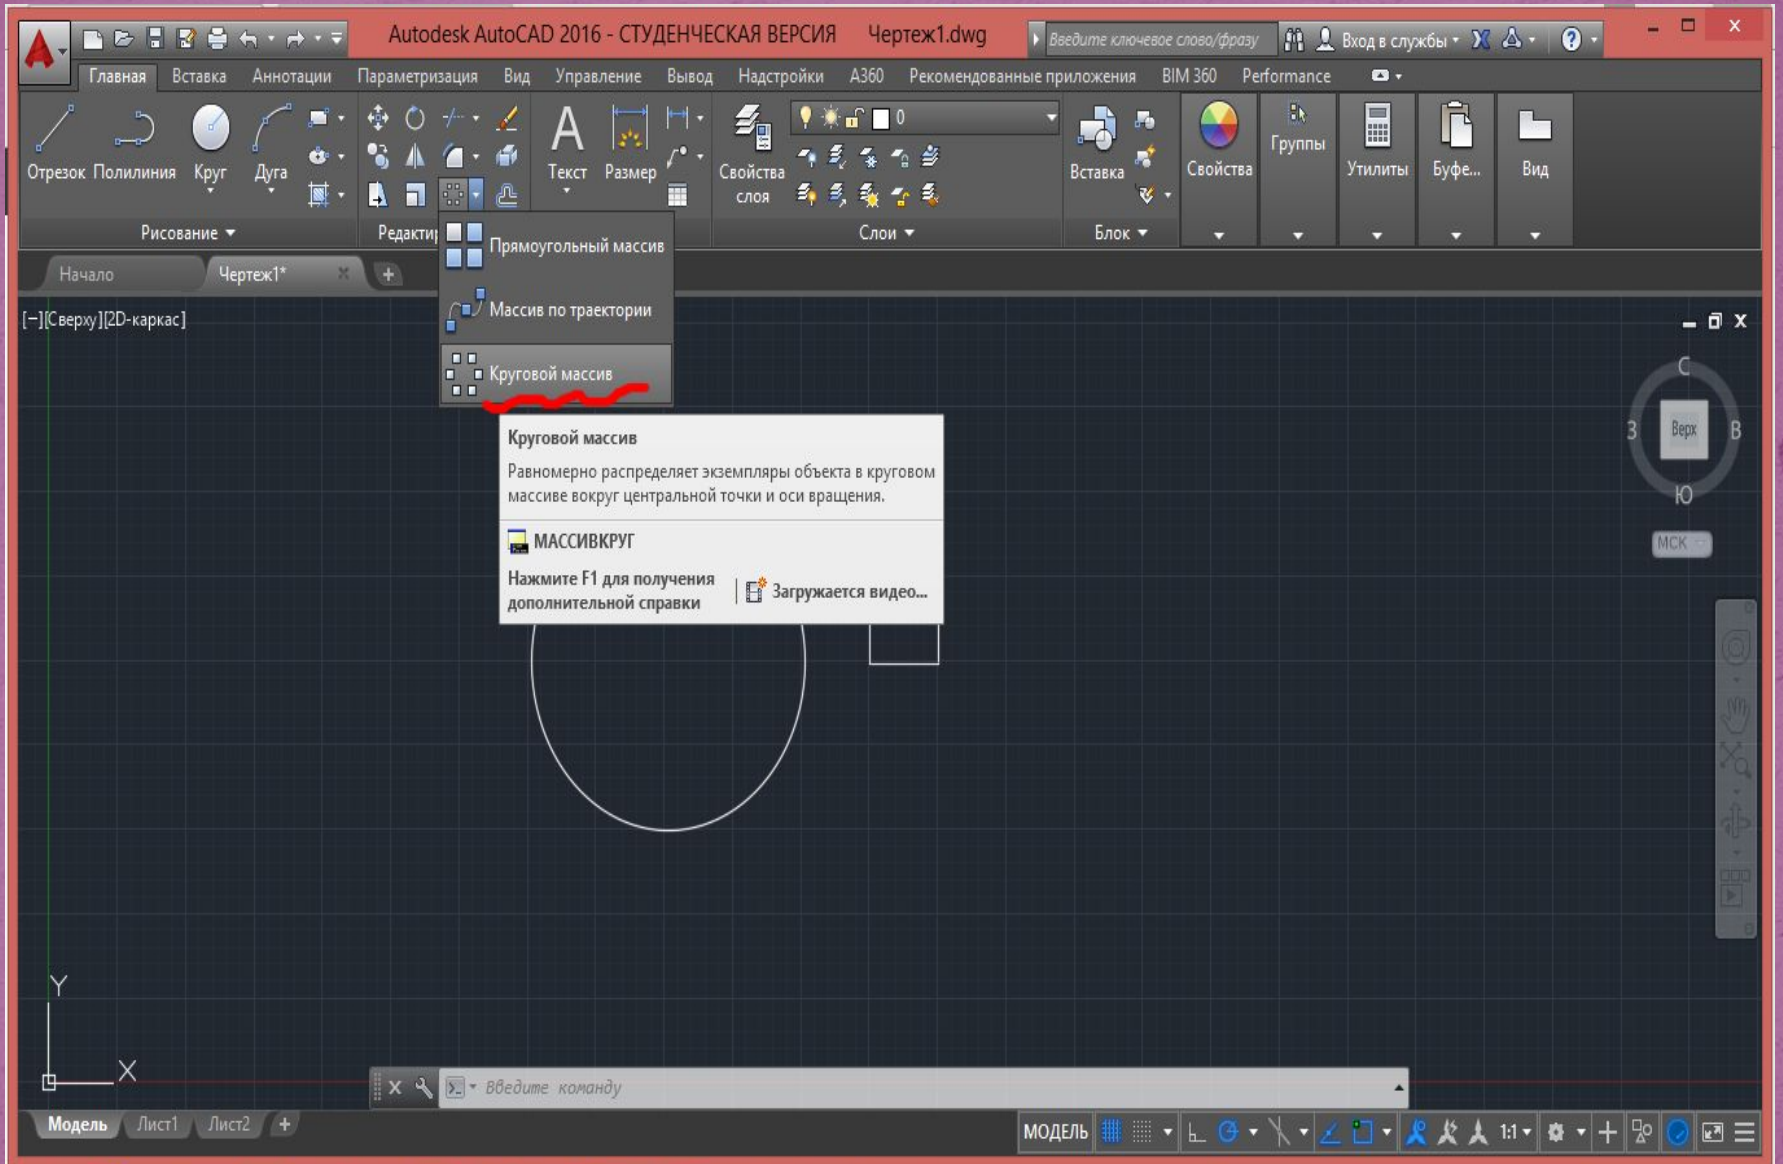 Autodesk AutoCAD 2016 - СТУДЕНЧЕСКАЯ ВЕРСИЯ Чертеж1.dwg
Введите ключевое слово/фразу
Вход в службы
Главная Вставка Аннотации Параметризация Вид Управление Вывод Надстройки A360 Рекомендованные приложения BIM 360 Performance
0
Отрезок Полилиния Круг Дуга
Текст Размер
Свойства
слоя
Вставка
Свойства
Группы
Утилиты
Буфе...
Вид
Рисование
Редактир
Слои
Блок
Прямоугольный массив
Массив по траектории
Круговой массив
Начало
Чертеж1*
[−][Сверху][2D-каркас]
Круговой массив
Равномерно распределяет экземпляры объекта в круговом
массиве вокруг центральной точки и оси вращения.
МАССИВКРУГ
Нажмите F1 для получения
дополнительной справки
Загружается видео...
С
З
Верх
В
Ю
МСК
Y
X
Введите команду
Модель Лист1 Лист2
МОДЕЛЬ
1:1